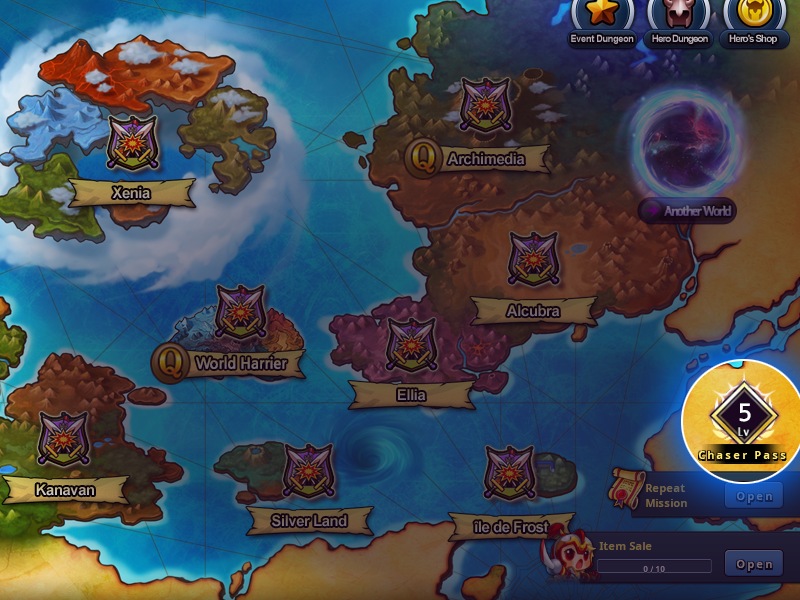 Event Dungeon
Hero Dungeon
Hero's Shop
Q
Archimedia
Xenia
Another World
Alcubra
Q
World Harrier
Ellia
5
Lv
Chaser Pass
Kanavan
Silver Land
île de Frost
Repeat
Mission
Open
Item Sale
0 / 10
Open